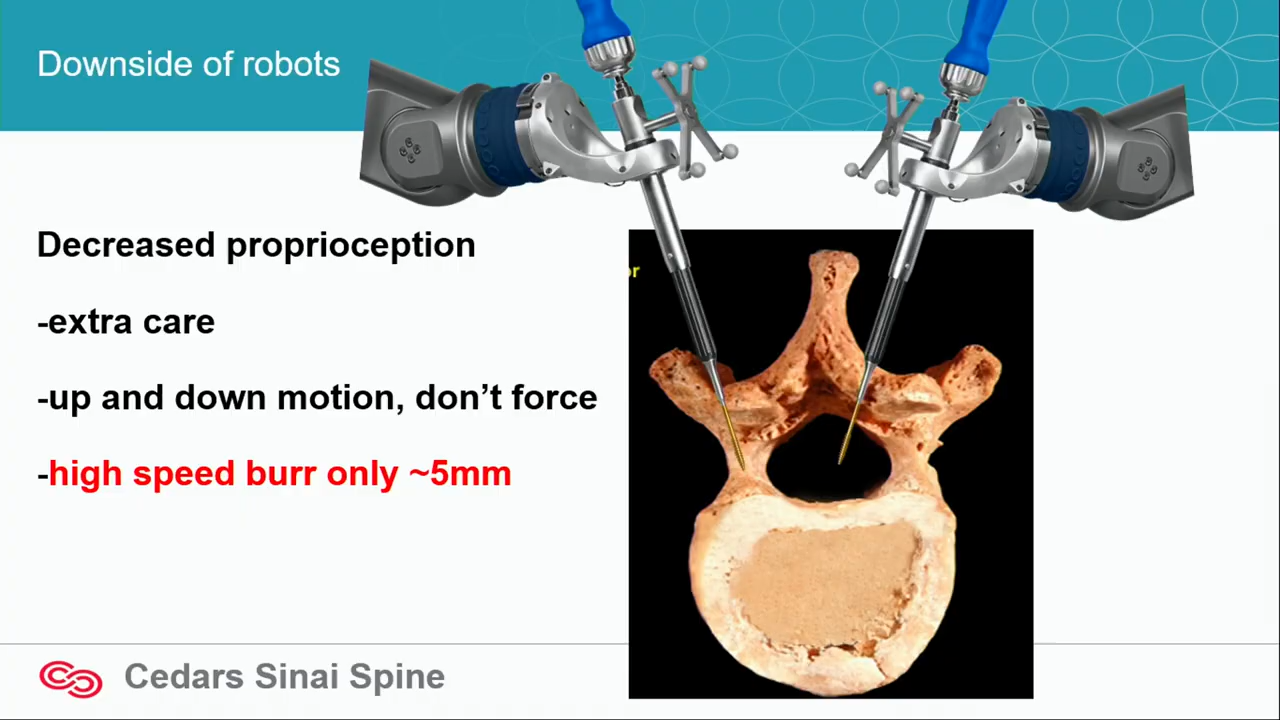 Downside of robots
Decreased proprioception
-extra care
-up and down motion, don’t force
-high speed burr only ~5mm
or
Cedars Sinai Spine